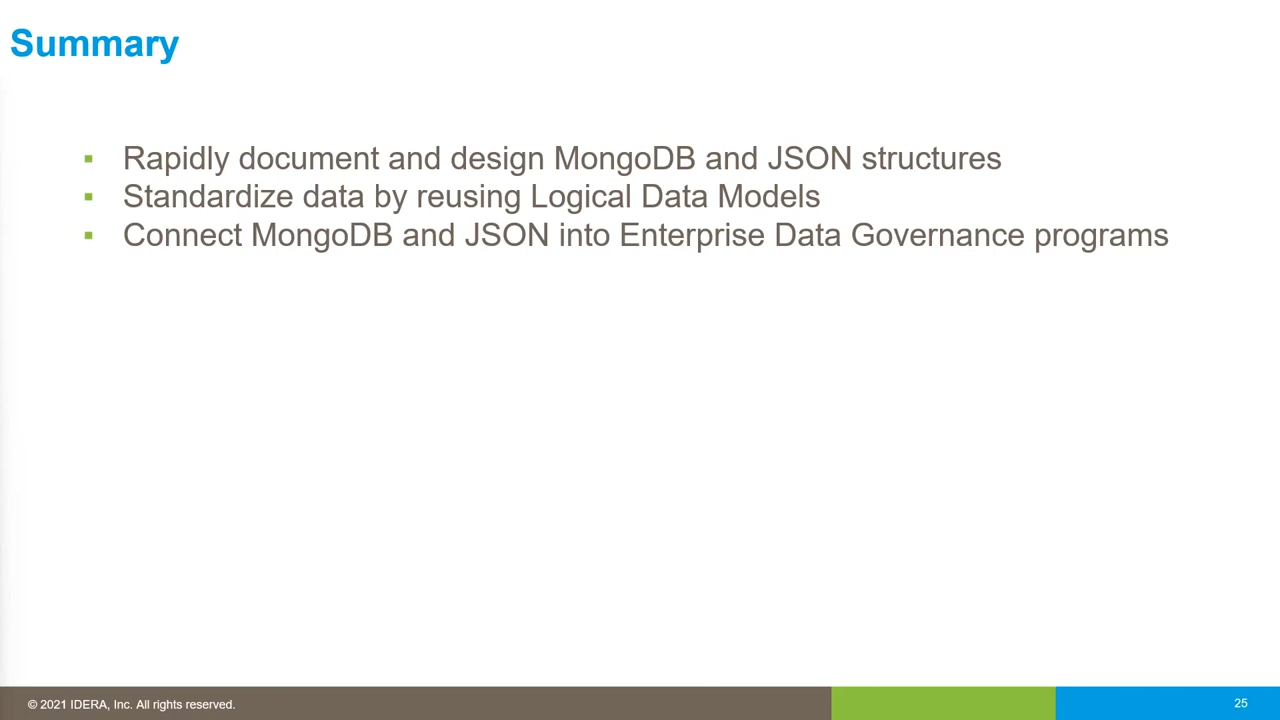 Summary
▪ Rapidly document and design MongoDB and JSON structures
▪ Standardize data by reusing Logical Data Models
▪ Connect MongoDB and JSON into Enterprise Data Governance programs
© 2021 IDERA, Inc. All rights reserved.
25